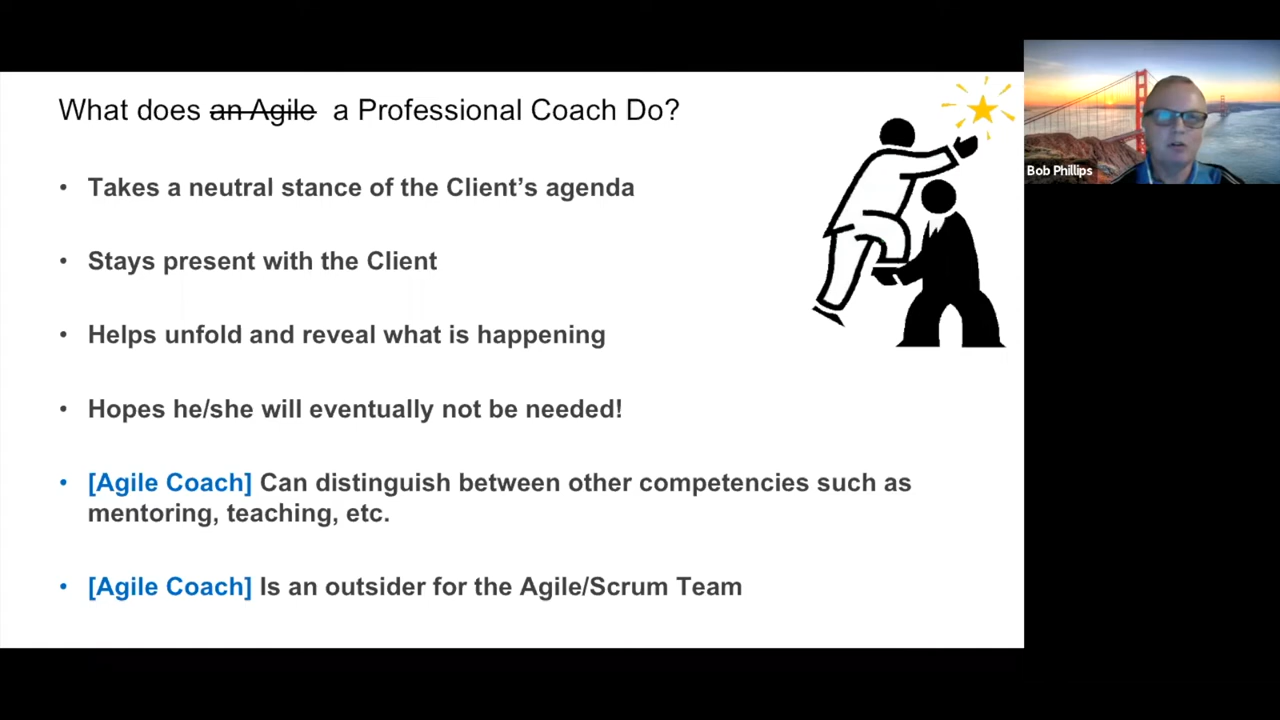 What does an Agile a Professional Coach Do?
• Takes a neutral stance of the Client's agenda
• Stays present with the Client
• Helps unfold and reveal what is happening
• Hopes he/she will eventually not be needed!
• [Agile Coach] Can distinguish between other competencies such as
mentoring, teaching, etc.
• [Agile Coach] Is an outsider for the Agile/Scrum Team
Bob Phillips